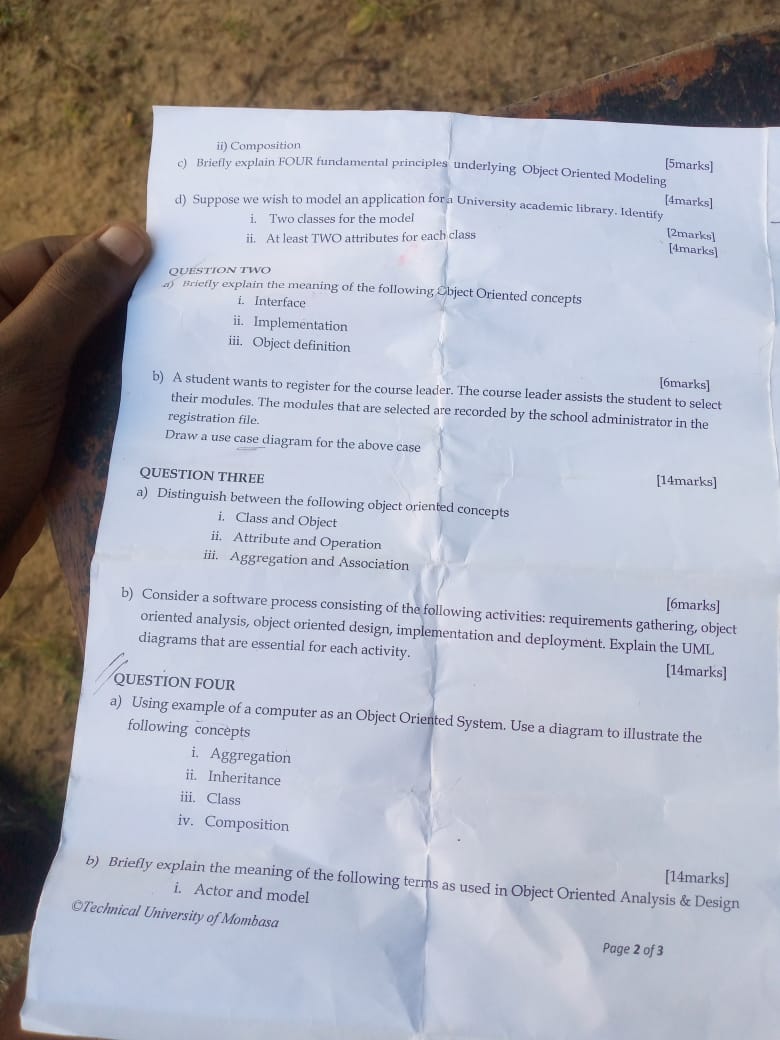 ii) Composition
[5marks]
c) Briefly explain FOUR fundamental principles underlying Object Oriented Modeling
[4marks]
d) Suppose we wish to model an application for a University academic library. Identify
i. Two classes for the model
[2marks]
ii. At least TWO attributes for each class
[4marks]
QUESTION TWO
a) Briefly explain the meaning of the following Object Oriented concepts
i. Interface
ii. Implementation
iii. Object definition
[6marks]
b) A student wants to register for the course leader. The course leader assists the student to select
their modules. The modules that are selected are recorded by the school administrator in the
registration file.
Draw a use case diagram for the above case
[14marks]
QUESTION THREE
a) Distinguish between the following object oriented concepts
i. Class and Object
ii. Attribute and Operation
iii. Aggregation and Association
[6marks]
b) Consider a software process consisting of the following activities: requirements gathering, object
oriented analysis, object oriented design, implementation and deployment. Explain the UML
diagrams that are essential for each activity.
[14marks]
QUESTION FOUR
a) Using example of a computer as an Object Oriented System. Use a diagram to illustrate the
following concepts
i. Aggregation
ii. Inheritance
iii. Class
iv. Composition
[14marks]
b) Briefly explain the meaning of the following terms as used in Object Oriented Analysis & Design
i. Actor and model
©Technical University of Mombasa
Page 2 of 3